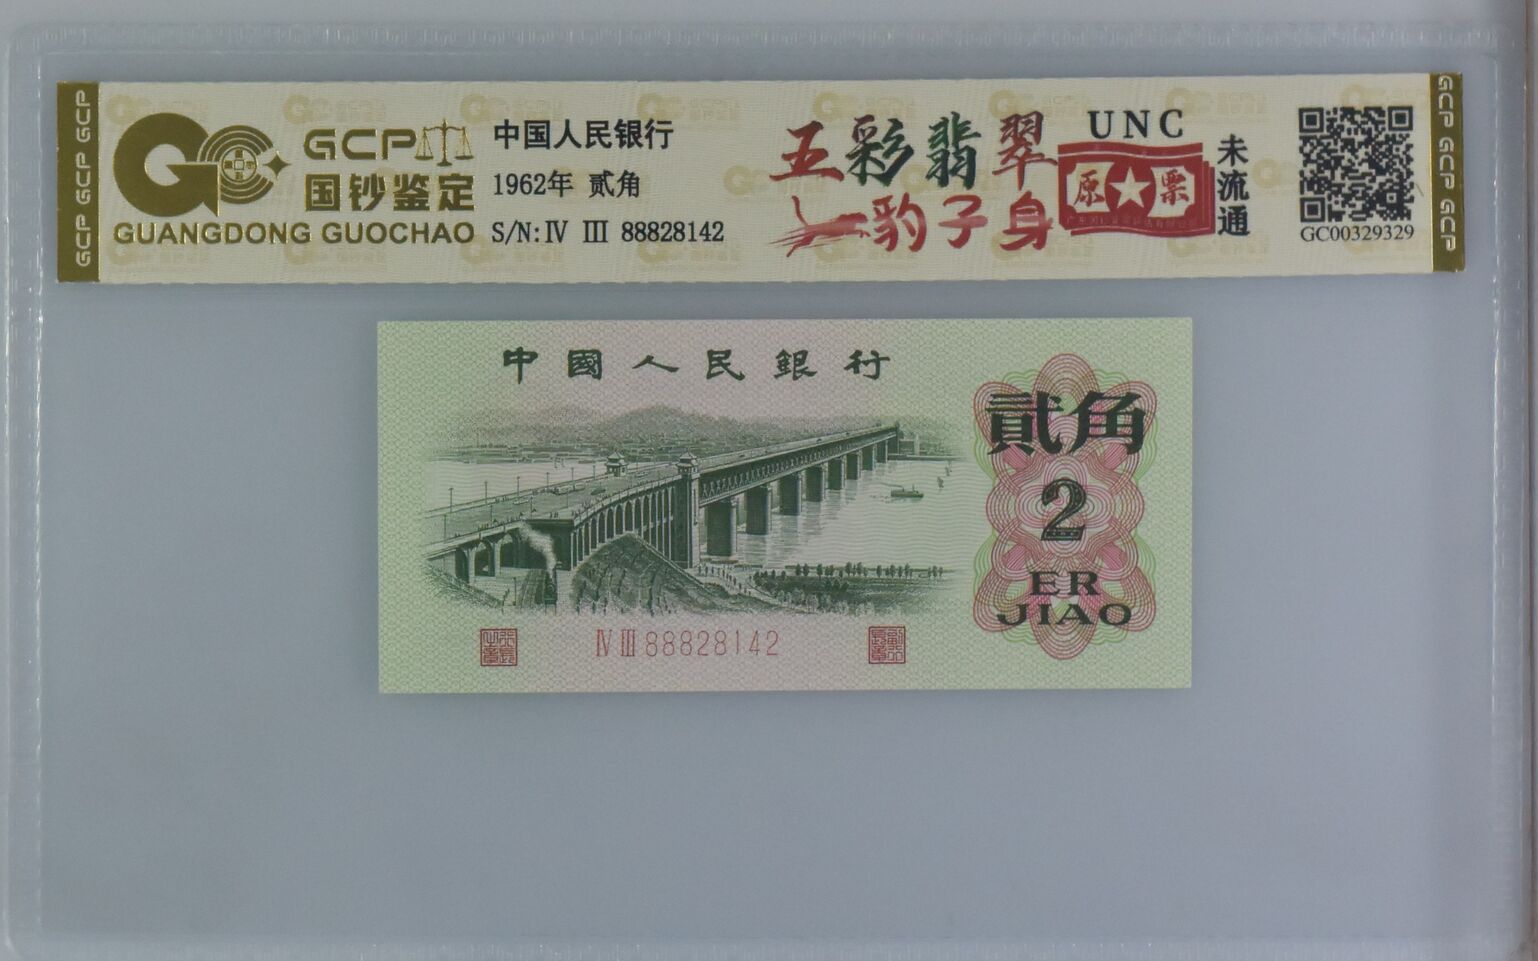 GCP GCP GCP
GCP
国钞鉴定
GUANGDONG GUOCHAO
中国人民银行
1962年 贰角
S/N: Ⅳ Ⅲ 88828142
五彩翡翠
一豹子身
UNC
原票
未流通
GC00329329
GCP GCP GCP
中國人民銀行
貳角
2
ER
JIAO
Ⅳ Ⅲ 88828142